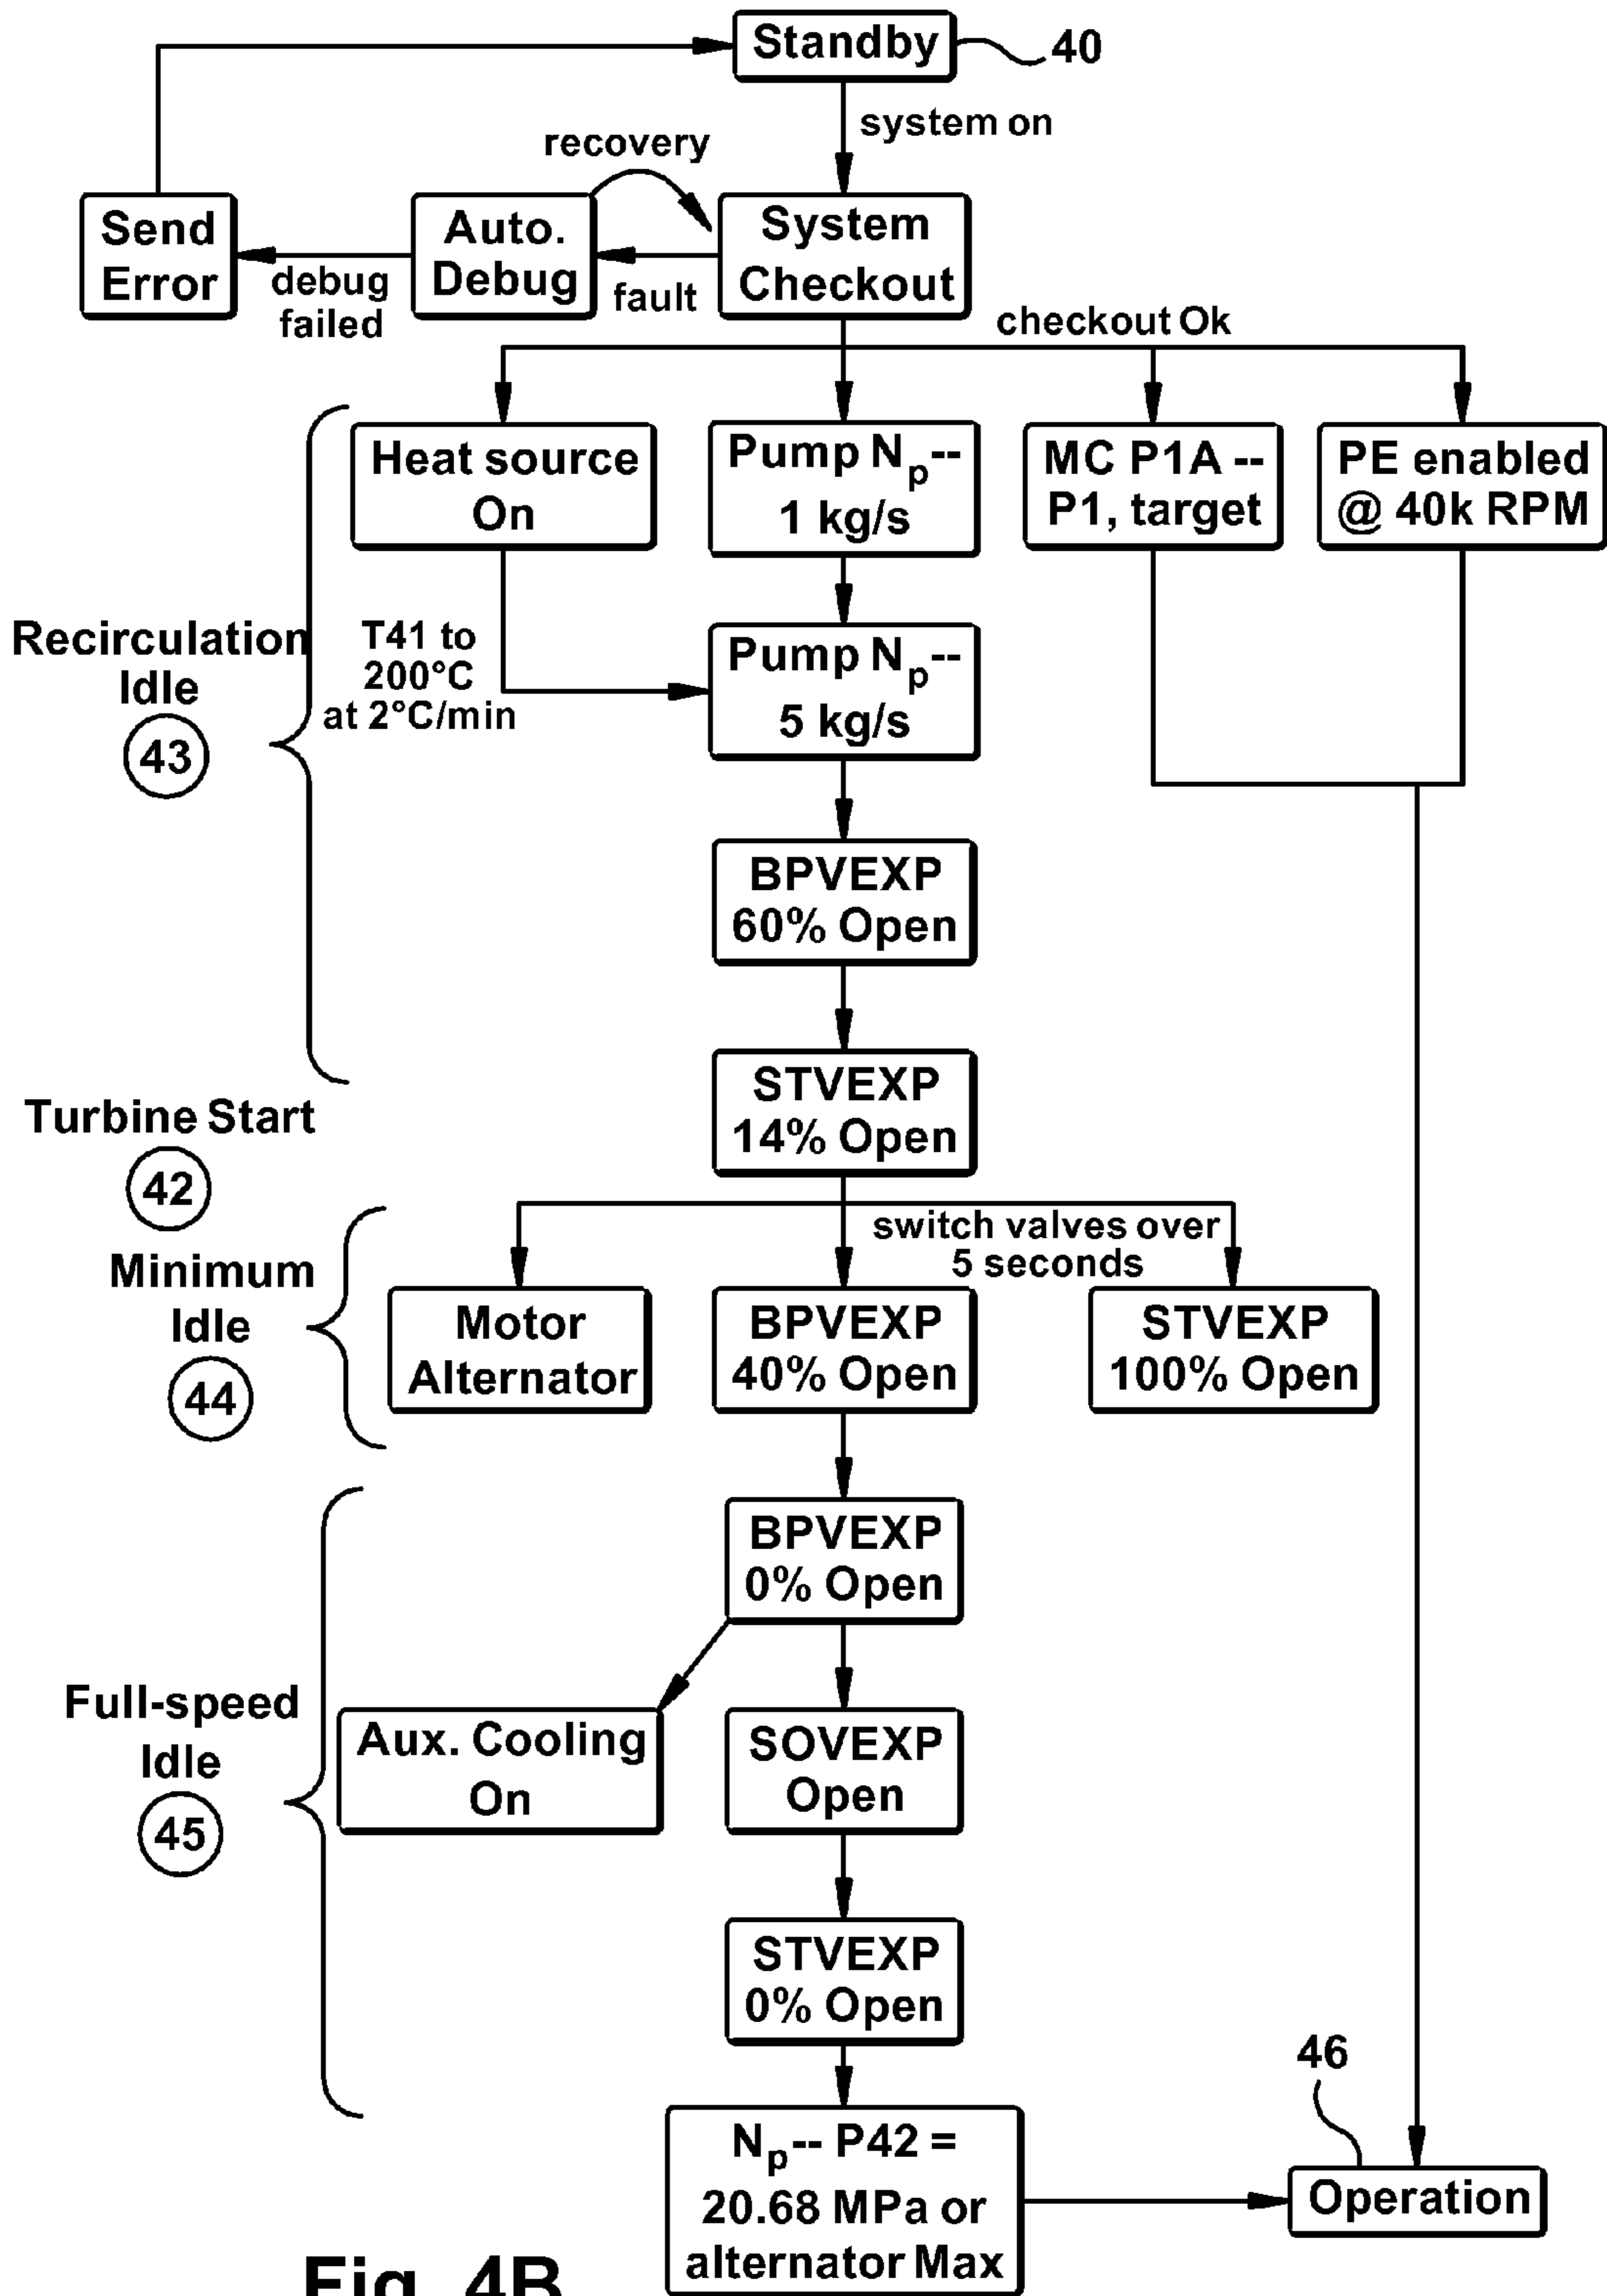 Standby
40
system on
recovery
Send
Error
debug
failed
Auto.
Debug
fault
System
Checkout
checkout Ok
Heat source
On
Pump Np--
1 kg/s
MC P1A --
P1, target
PE enabled
@ 40k RPM
Recirculation
Idle
43
T41 to
200°C
at 2°C/min
Pump Np--
5 kg/s
BPVEXP
60% Open
STVEXP
14% Open
Turbine Start
42
switch valves over
5 seconds
Minimum
Idle
44
Motor
Alternator
BPVEXP
40% Open
STVEXP
100% Open
BPVEXP
0% Open
Full-speed
Idle
45
Aux. Cooling
On
SOVEXP
Open
STVEXP
0% Open
46
Np-- P42 =
20.68 MPa or
alternator Max
Operation
Fig. 4B